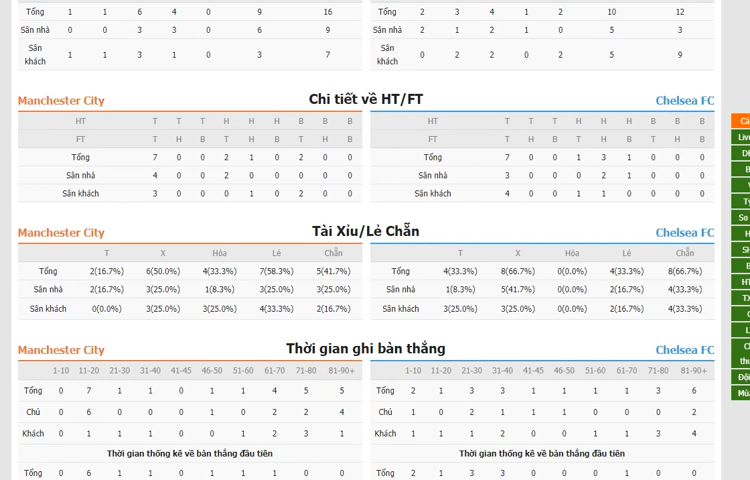 Tổng 1 1 6 4 0 9 16 Tổng 2 3 4 1 2 10 12
Sân nhà 0 0 3 3 0 6 9 Sân nhà 2 1 2 1 0 5 3
Sân khách 1 1 3 1 0 3 7 Sân khách 0 2 2 0 2 5 9
Manchester City Chi tiết về HT/FT Chelsea FC
HT T T T H H H B B B HT T T T H H H B B B
FT T H B T H B T H B FT T H B T H B T H B
Tổng 7 0 0 2 1 0 2 0 0 Tổng 7 0 0 1 3 1 0 0 0
Sân nhà 4 0 0 2 0 0 0 0 0 Sân nhà 3 0 0 0 2 1 0 0 0
Sân khách 3 0 0 0 1 0 2 0 0 Sân khách 4 0 0 1 1 0 0 0 0
Manchester City Tài Xỉu/Lẻ Chẵn Chelsea FC
T X Hòa Lẻ Chẵn T X Hòa Lẻ Chẵn
Tổng 2(16.7%) 6(50.0%) 4(33.3%) 7(58.3%) 5(41.7%) Tổng 4(33.3%) 8(66.7%) 0(0.0%) 4(33.3%) 8(66.7%)
Sân nhà 2(16.7%) 3(25.0%) 1(8.3%) 3(25.0%) 3(25.0%) Sân nhà 1(8.3%) 5(41.7%) 0(0.0%) 2(16.7%) 4(33.3%)
Sân khách 0(0.0%) 3(25.0%) 3(25.0%) 4(33.3%) 2(16.7%) Sân khách 3(25.0%) 3(25.0%) 0(0.0%) 2(16.7%) 4(33.3%)
Manchester City Thời gian ghi bàn thắng Chelsea FC
1-10 11-20 21-30 31-40 41-45 46-50 51-60 61-70 71-80 81-90+ 1-10 11-20 21-30 31-40 41-45 46-50 51-60 61-70 71-80 81-90+
Tổng 0 7 1 1 0 1 1 4 5 5 Tổng 2 1 3 3 1 1 1 1 3 6
Chủ 0 6 0 0 0 1 0 2 2 4 Chủ 1 0 2 1 1 1 0 0 0 2
Khách 0 1 1 1 0 0 1 2 3 1 Khách 1 1 1 2 0 0 1 1 3 4
Thời gian thống kê về bàn thắng đầu tiên Thời gian thống kê về bàn thắng đầu tiên
Tổng 0 6 1 1 0 1 1 1 0 0 Tổng 2 1 3 3 0 0 0 1 0 0